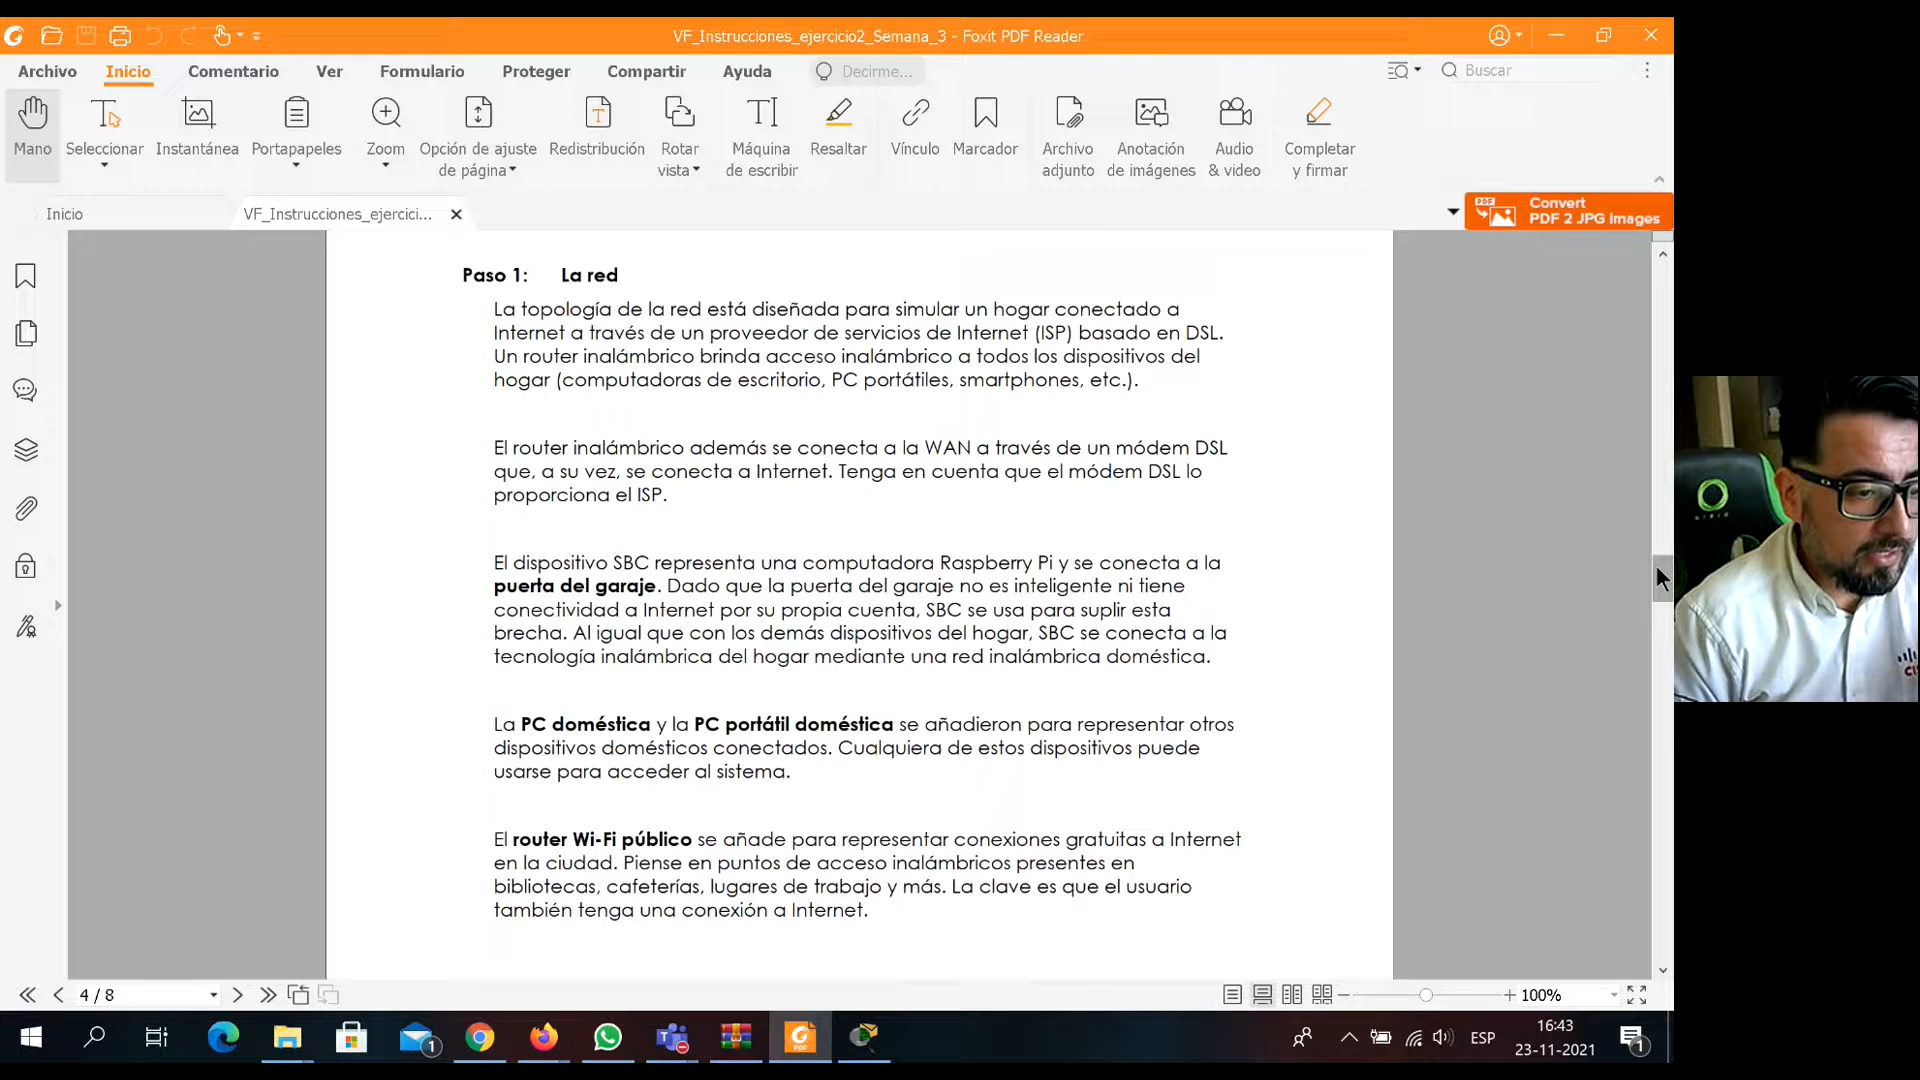 VF_Instrucciones_ejercicio2_Semana_3 - Foxit PDF Reader
Archivo Inicio Comentario Ver Formulario Proteger Compartir Ayuda Decirme... Buscar
Mano Seleccionar Instantánea Portapapeles Zoom Opción de ajuste de página Redistribución Rotar vista Máquina de escribir Resaltar Vínculo Marcador Archivo adjunto Anotación de imágenes Audio & video Completar y firmar
Inicio VF_Instrucciones_ejercici...
PDF Convert
PDF 2 JPG Images
Paso 1: La red
La topología de la red está diseñada para simular un hogar conectado a
Internet a través de un proveedor de servicios de Internet (ISP) basado en DSL.
Un router inalámbrico brinda acceso inalámbrico a todos los dispositivos del
hogar (computadoras de escritorio, PC portátiles, smartphones, etc.).
El router inalámbrico además se conecta a la WAN a través de un módem DSL
que, a su vez, se conecta a Internet. Tenga en cuenta que el módem DSL lo
proporciona el ISP.
El dispositivo SBC representa una computadora Raspberry Pi y se conecta a la
puerta del garaje. Dado que la puerta del garaje no es inteligente ni tiene
conectividad a Internet por su propia cuenta, SBC se usa para suplir esta
brecha. Al igual que con los demás dispositivos del hogar, SBC se conecta a la
tecnología inalámbrica del hogar mediante una red inalámbrica doméstica.
La PC doméstica y la PC portátil doméstica se añadieron para representar otros
dispositivos domésticos conectados. Cualquiera de estos dispositivos puede
usarse para acceder al sistema.
El router Wi-Fi público se añade para representar conexiones gratuitas a Internet
en la ciudad. Piense en puntos de acceso inalámbricos presentes en
bibliotecas, cafeterías, lugares de trabajo y más. La clave es que el usuario
también tenga una conexión a Internet.
4 / 8
100%
1
PDF
ESP
16:43
23-11-2021
1